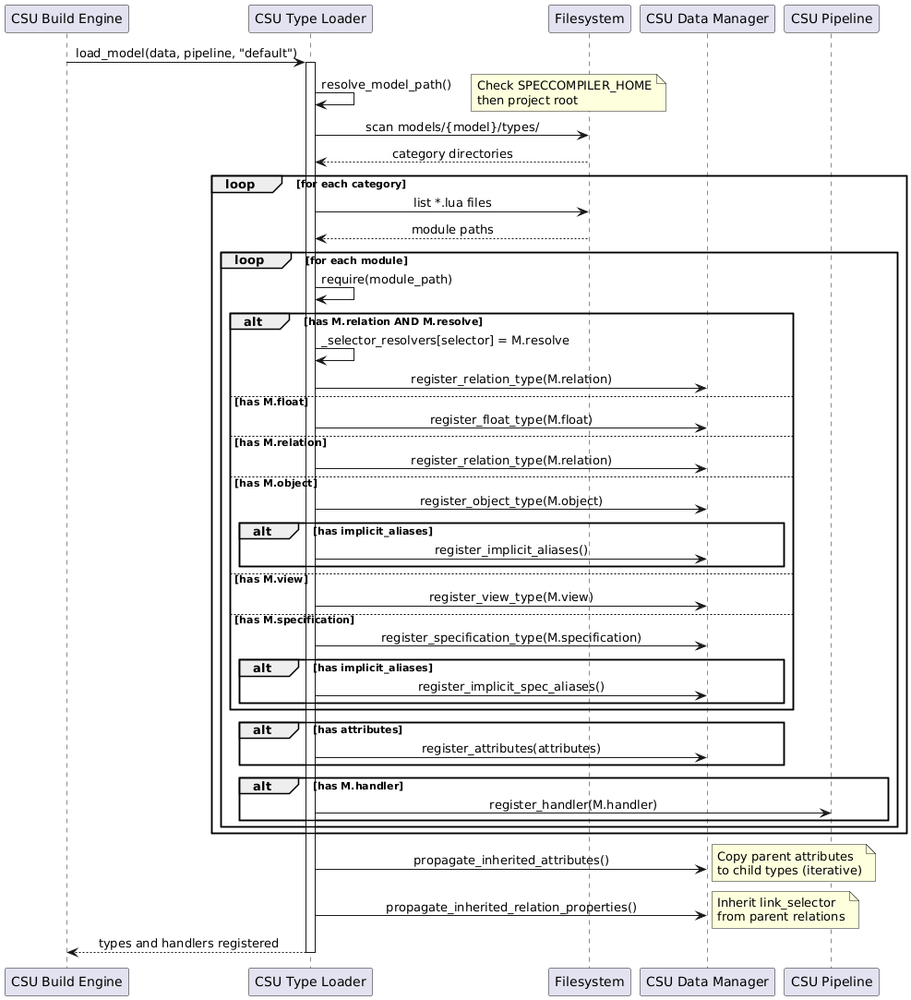 CSU Build Engine
CSU Type Loader
Filesystem
CSU Data Manager
CSU Pipeline
load_model(data, pipeline, "default")
resolve_model_path()
Check SPECCOMPILER_HOME
then project root
scan models/{model}/types/
category directories
loop
[for each category]
list *.lua files
module paths
loop
[for each module]
require(module_path)
alt
[has M.relation AND M.resolve]
_selector_resolvers[selector] = M.resolve
register_relation_type(M.relation)
[has M.float]
register_float_type(M.float)
[has M.relation]
register_relation_type(M.relation)
[has M.object]
register_object_type(M.object)
alt
[has implicit_aliases]
register_implicit_aliases()
[has M.view]
register_view_type(M.view)
[has M.specification]
register_specification_type(M.specification)
alt
[has implicit_aliases]
register_implicit_spec_aliases()
alt
[has attributes]
register_attributes(attributes)
alt
[has M.handler]
register_handler(M.handler)
propagate_inherited_attributes()
Copy parent attributes
to child types (iterative)
propagate_inherited_relation_properties()
Inherit link_selector
from parent relations
types and handlers registered
CSU Build Engine
CSU Type Loader
Filesystem
CSU Data Manager
CSU Pipeline